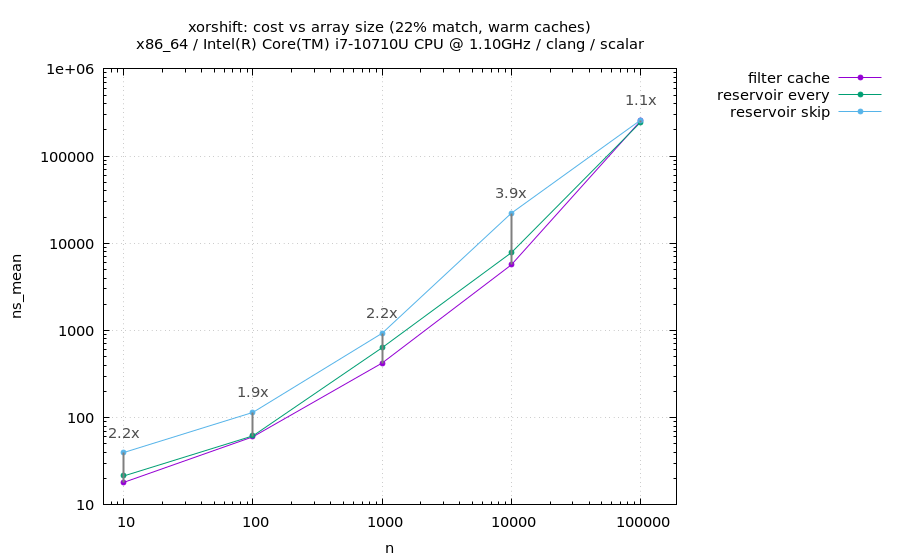 xorshift: cost vs array size (22% match, warm caches)
x86_64 / Intel(R) Core(TM) i7-10710U CPU @ 1.10GHz / clang / scalar
1e+06
100000
10000
1000
100
10
ns_mean
2.2x
1.9x
2.2x
3.9x
1.1x
filter cache
reservoir every
reservoir skip
10
100
1000
10000
100000
n